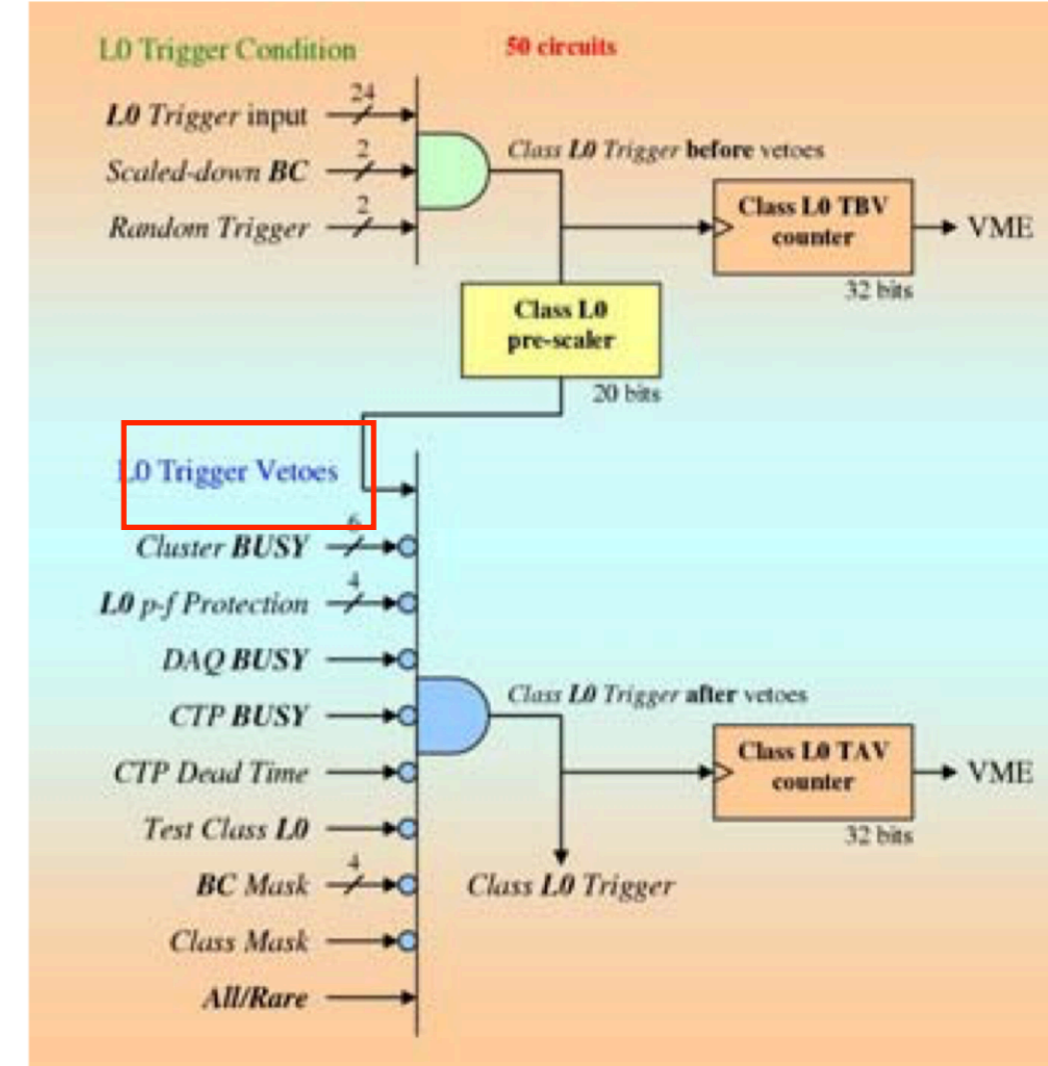 L0 Trigger Condition
50 circuits
24
L0 Trigger input
2
Class L0 Trigger before vetoes
Scaled-down BC
2
Random Trigger
Class L0 TBV
counter
VME
32 bits
Class L0
pre-scaler
20 bits
L0 Trigger Vetoes
6
Cluster BUSY
4
L0 p-f Protection
DAQ BUSY
Class L0 Trigger after vetoes
CTP BUSY
Class L0 TAV
counter
VME
CTP Dead Time
32 bits
Test Class L0
4
BC Mask
Class L0 Trigger
Class Mask
All/Rare